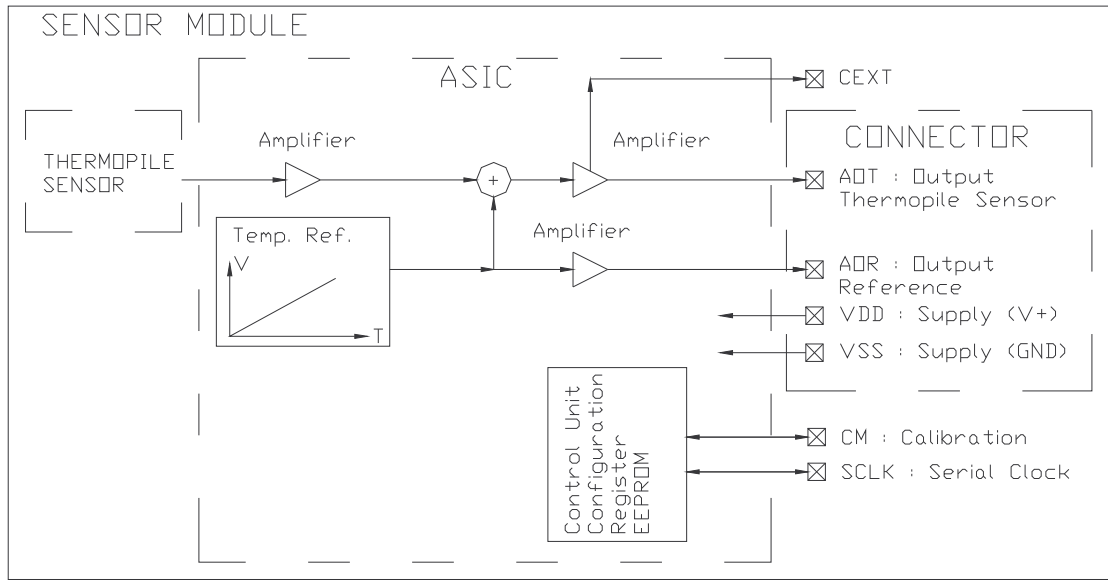 SENSOR MODULE
ASIC
CEXT
CONNECTOR
Amplifier
Amplifier
THERMOPILE
SENSOR
+
AOT : Output
Thermopile Sensor
Temp. Ref.
V
T
Amplifier
AOR : Output
Reference
VDD : Supply (V+)
VSS : Supply (GND)
Control Unit
Configuration
Register
EEPROM
CM : Calibration
SCLK : Serial Clock